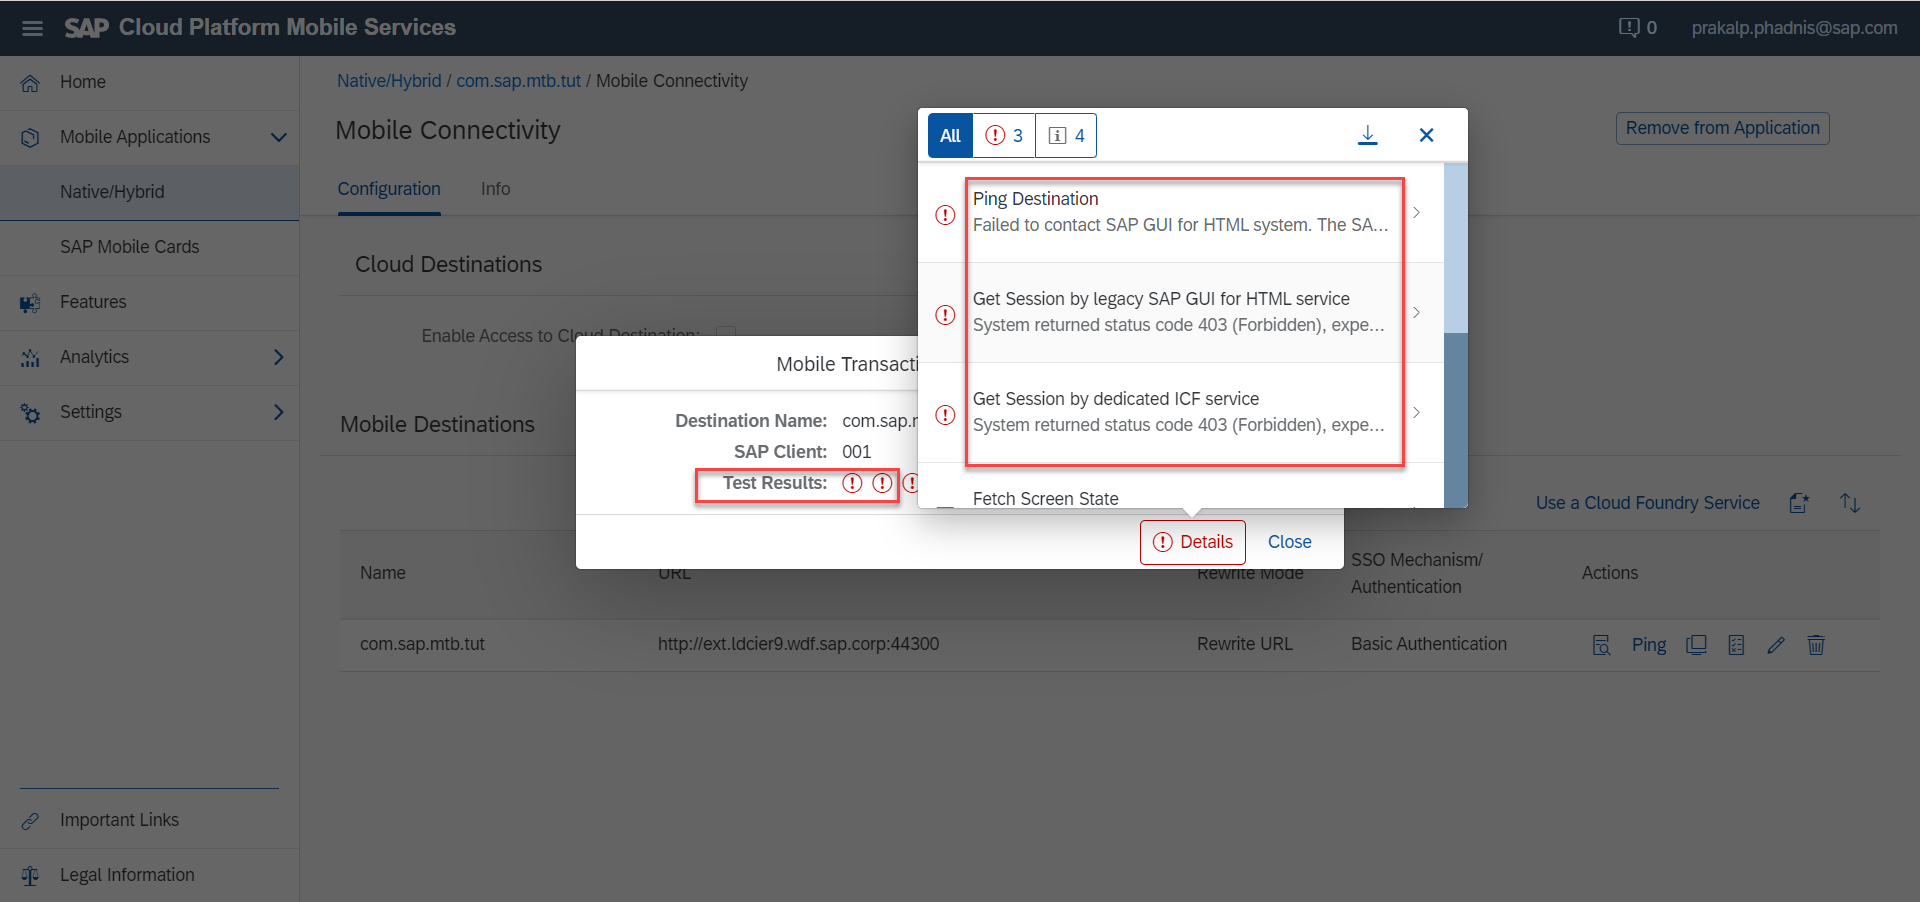 SAP Cloud Platform Mobile Services
0
prakalp.phadnis@sap.com
Home
Mobile Applications
Native/Hybrid
SAP Mobile Cards
Features
Analytics
Settings
Important Links
Legal Information
Native/Hybrid / com.sap.mtb.tut / Mobile Connectivity
Mobile Connectivity
Remove from Application
Configuration
Info
Cloud Destinations
Enable Access to Cloud Destination:
Mobile Destinations
Use a Cloud Foundry Service
Name
URL
Rewrite Mode
SSO Mechanism/
Authentication
Actions
com.sap.mtb.tut
http://ext.ldcier9.wdf.sap.corp:44300
Rewrite URL
Basic Authentication
Ping
Mobile Transacti
Destination Name: com.sap.r
SAP Client: 001
Test Results:
Details
Close
All
3
4
Ping Destination
Failed to contact SAP GUI for HTML system. The SA...
Get Session by legacy SAP GUI for HTML service
System returned status code 403 (Forbidden), expe...
Get Session by dedicated ICF service
System returned status code 403 (Forbidden), expe...
Fetch Screen State